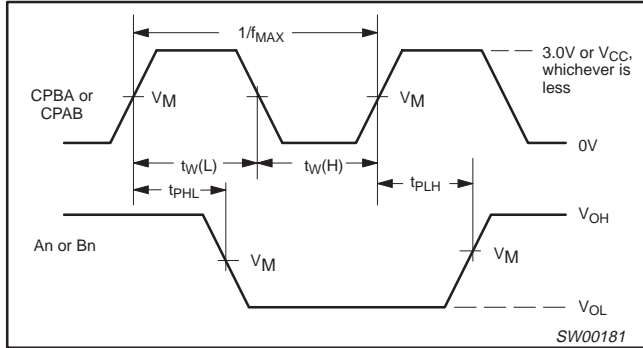 1/fMAX
3.0V or VCC,
whichever is
less
CPBA or
CPAB
VM
VM
0V
tW(L)
tW(H)
tPHL
tPLH
VOH
An or Bn
VM
VM
VOL
SW00181